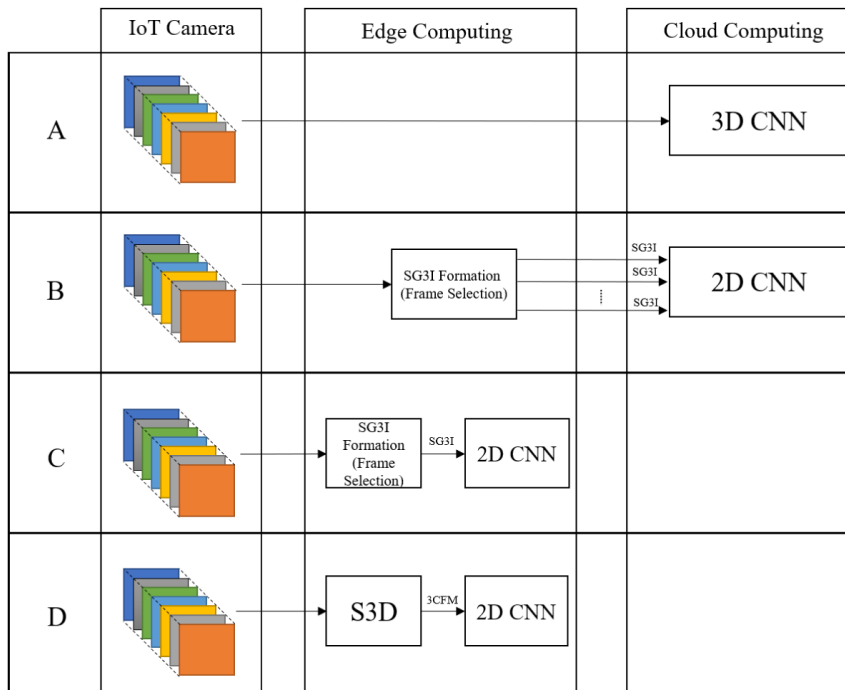 IoT Camera
Edge Computing
Cloud Computing
A
3D CNN
B
SG3I Formation
(Frame Selection)
SG3I
SG3I
SG3I
2D CNN
C
SG3I
Formation
(Frame
Selection)
SG3I
2D CNN
D
S3D
3CFM
2D CNN